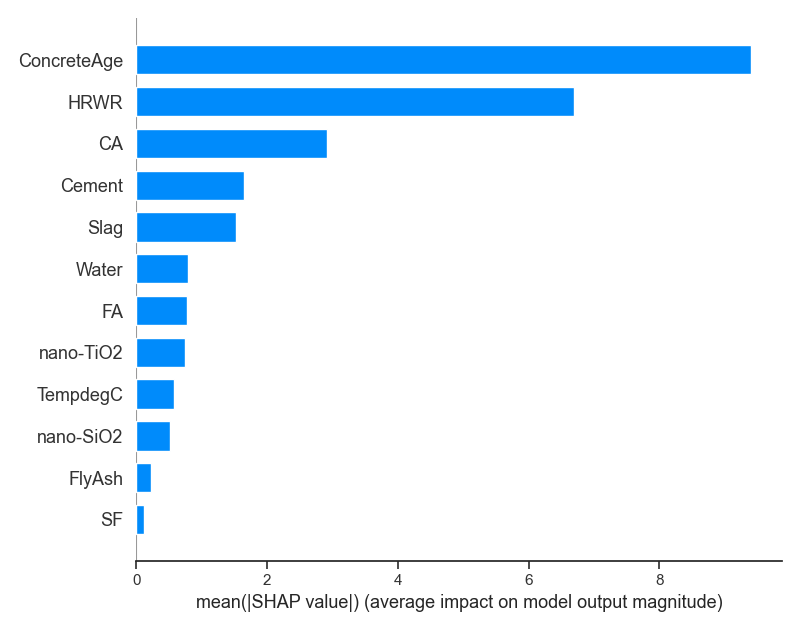 ConcreteAge
HRWR
CA
Cement
Slag
Water
FA
nano-TiO2
TempdegC
nano-SiO2
FlyAsh
SF
0 2 4 6 8
mean(|SHAP value|) (average impact on model output magnitude)